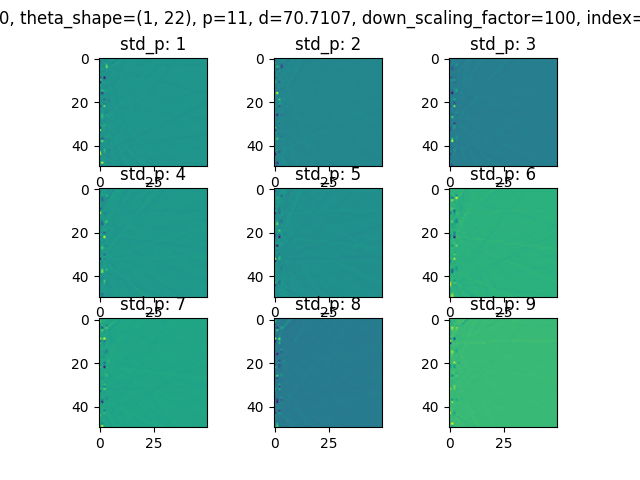 0, theta_shape=(1, 22), p=11, d=70.7107, down_scaling_factor=100, index=
std_p: 1 std_p: 2 std_p: 3
0 0 0
20 20 20
40 40 40
0 25 0 25 0 25
std_p: 4 std_p: 5 std_p: 6
0 0 0
20 20 20
40 40 40
0 25 0 25 0 25
std_p: 7 std_p: 8 std_p: 9
0 0 0
20 20 20
40 40 40
0 25 0 25 0 25